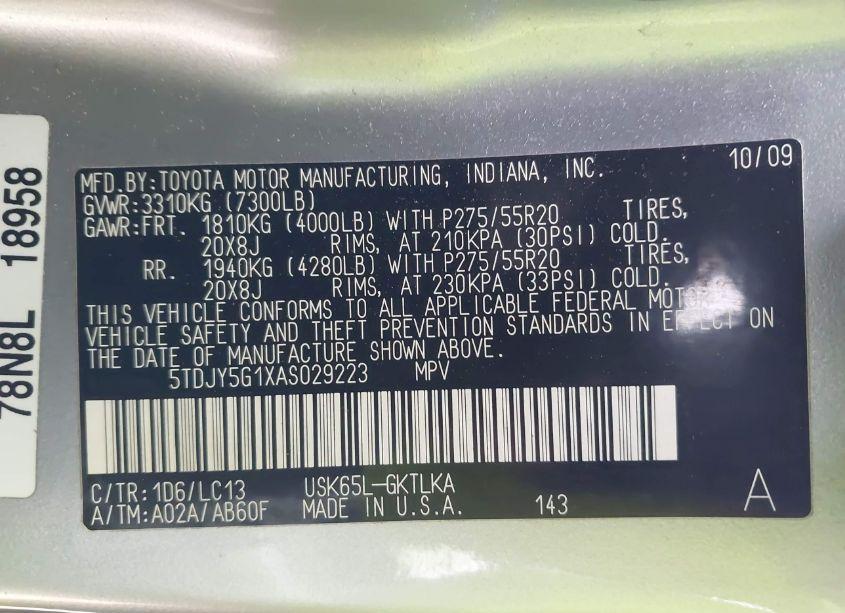 MFD.BY:TOYOTA MOTOR MANUFACTURING, INDIANA, INC. 10/09
GVWR:3310KG (7300LB)
GAWR:FRT. 1810KG (4000LB) WITH P275/55R20 TIRES,
20X8J RIMS, AT 210KPA (30PSI) COLD.
RR. 1940KG (4280LB) WITH P275/55R20 TIRES,
20X8J RIMS, AT 230KPA (33PSI) COLD.
THIS VEHICLE CONFORMS TO ALL APPLICABLE FEDERAL MOTOR
VEHICLE SAFETY AND THEFT PREVENTION STANDARDS IN EFFECT ON
THE DATE OF MANUFACTURE SHOWN ABOVE.
5TDJY5G1XAS029223 MPV
C/TR:1D6/LC13 USK65L-GKTLKA
A/TM:A02A/AB60F MADE IN U.S.A. 143 A
78N8L 18958